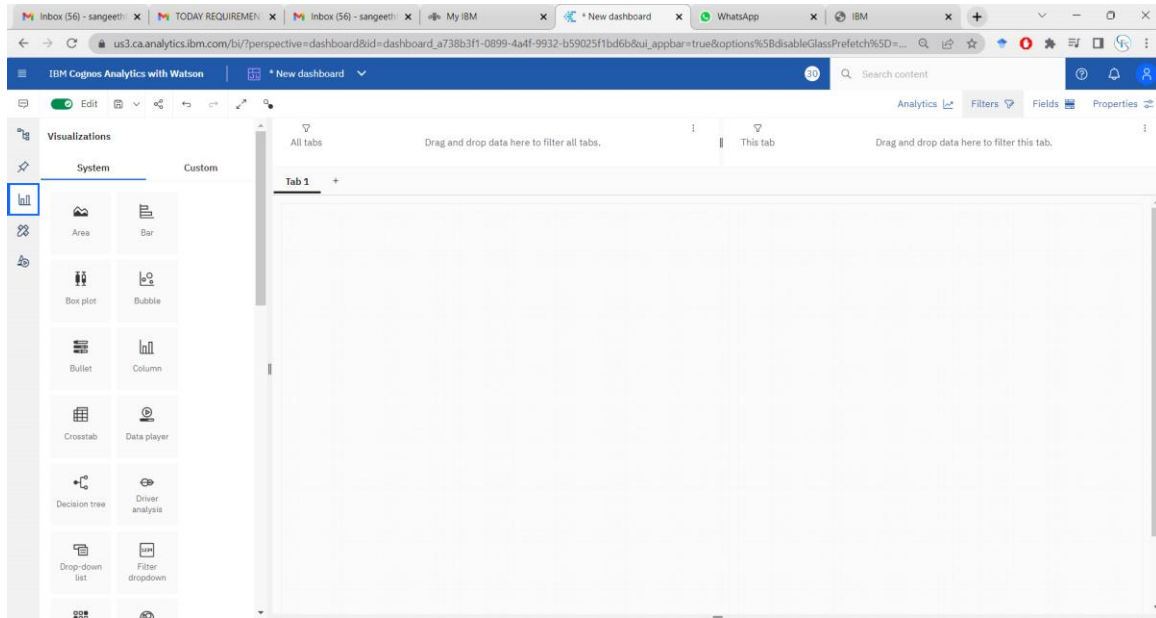 Inbox (56) - sangeeth
TODAY REQUIREMEN
Inbox (56) - sangeeth
My IBM
* New dashboard
WhatsApp
IBM
us3.ca.analytics.ibm.com/bi/?perspective=dashboard&id=dashboard_a738b3f1-0899-4a4f-9932-b59025f1bd6b&ui_appbar=true&options%5BdisableGlassPrefetch%5D=...
IBM Cognos Analytics with Watson
* New dashboard
30
Search content
Edit
Analytics
Filters
Fields
Properties
Visualizations
System
Custom
All tabs
Drag and drop data here to filter all tabs.
This tab
Drag and drop data here to filter this tab.
Tab 1
Area
Bar
Box plot
Bubble
Bullet
Column
Crosstab
Data player
Decision tree
Driver
analysis
Drop-down
list
Filter
dropdown